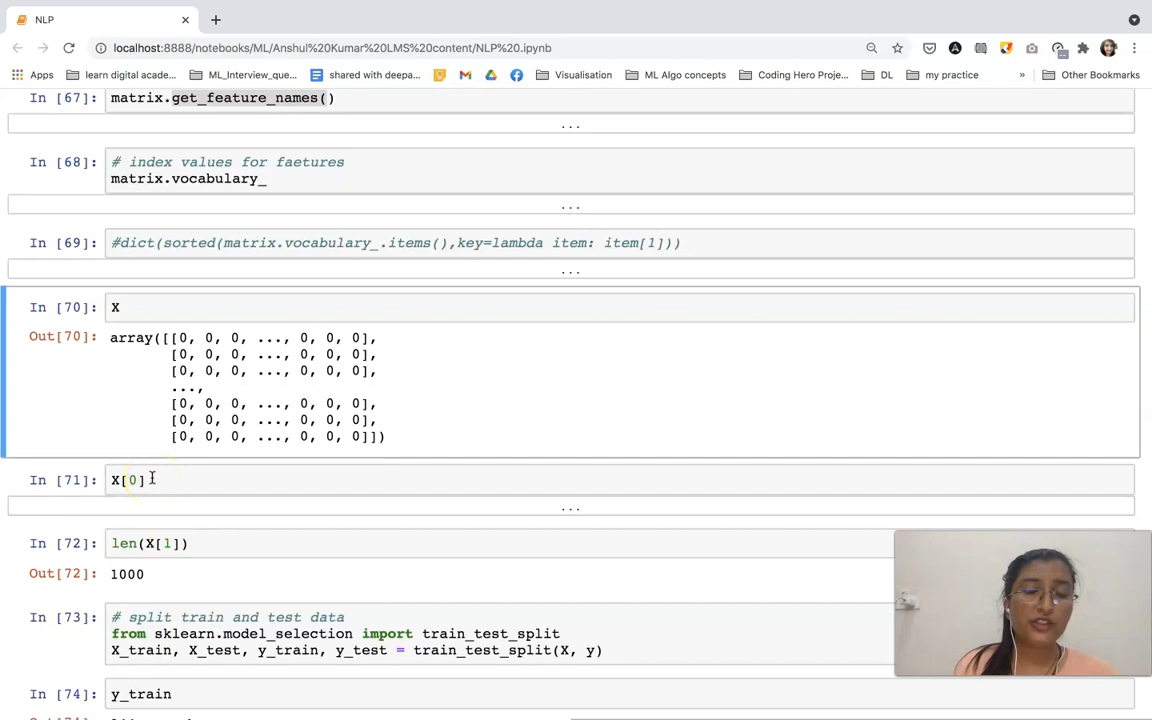 NLP
localhost:8888/notebooks/ML/Anshul%20Kumar%20LMS%20content/NLP%20.ipynb
Apps learn digital acade... ML_Interview_que... shared with deepa... Visualisation ML Algo concepts Coding Hero Proje... DL my practice » Other Bookmarks
In [67]: matrix.get_feature_names()
...
In [68]: # index values for faetures
matrix.vocabulary_
...
In [69]: #dict(sorted(matrix.vocabulary_.items(),key=lambda item: item[1]))
...
In [70]: X
Out[70]: array([[0, 0, 0, ..., 0, 0, 0],
[0, 0, 0, ..., 0, 0, 0],
[0, 0, 0, ..., 0, 0, 0],
...,
[0, 0, 0, ..., 0, 0, 0],
[0, 0, 0, ..., 0, 0, 0],
[0, 0, 0, ..., 0, 0, 0]])
In [71]: X[0]
...
In [72]: len(X[1])
Out[72]: 1000
In [73]: # split train and test data
from sklearn.model_selection import train_test_split
X_train, X_test, y_train, y_test = train_test_split(X, y)
In [74]: y_train